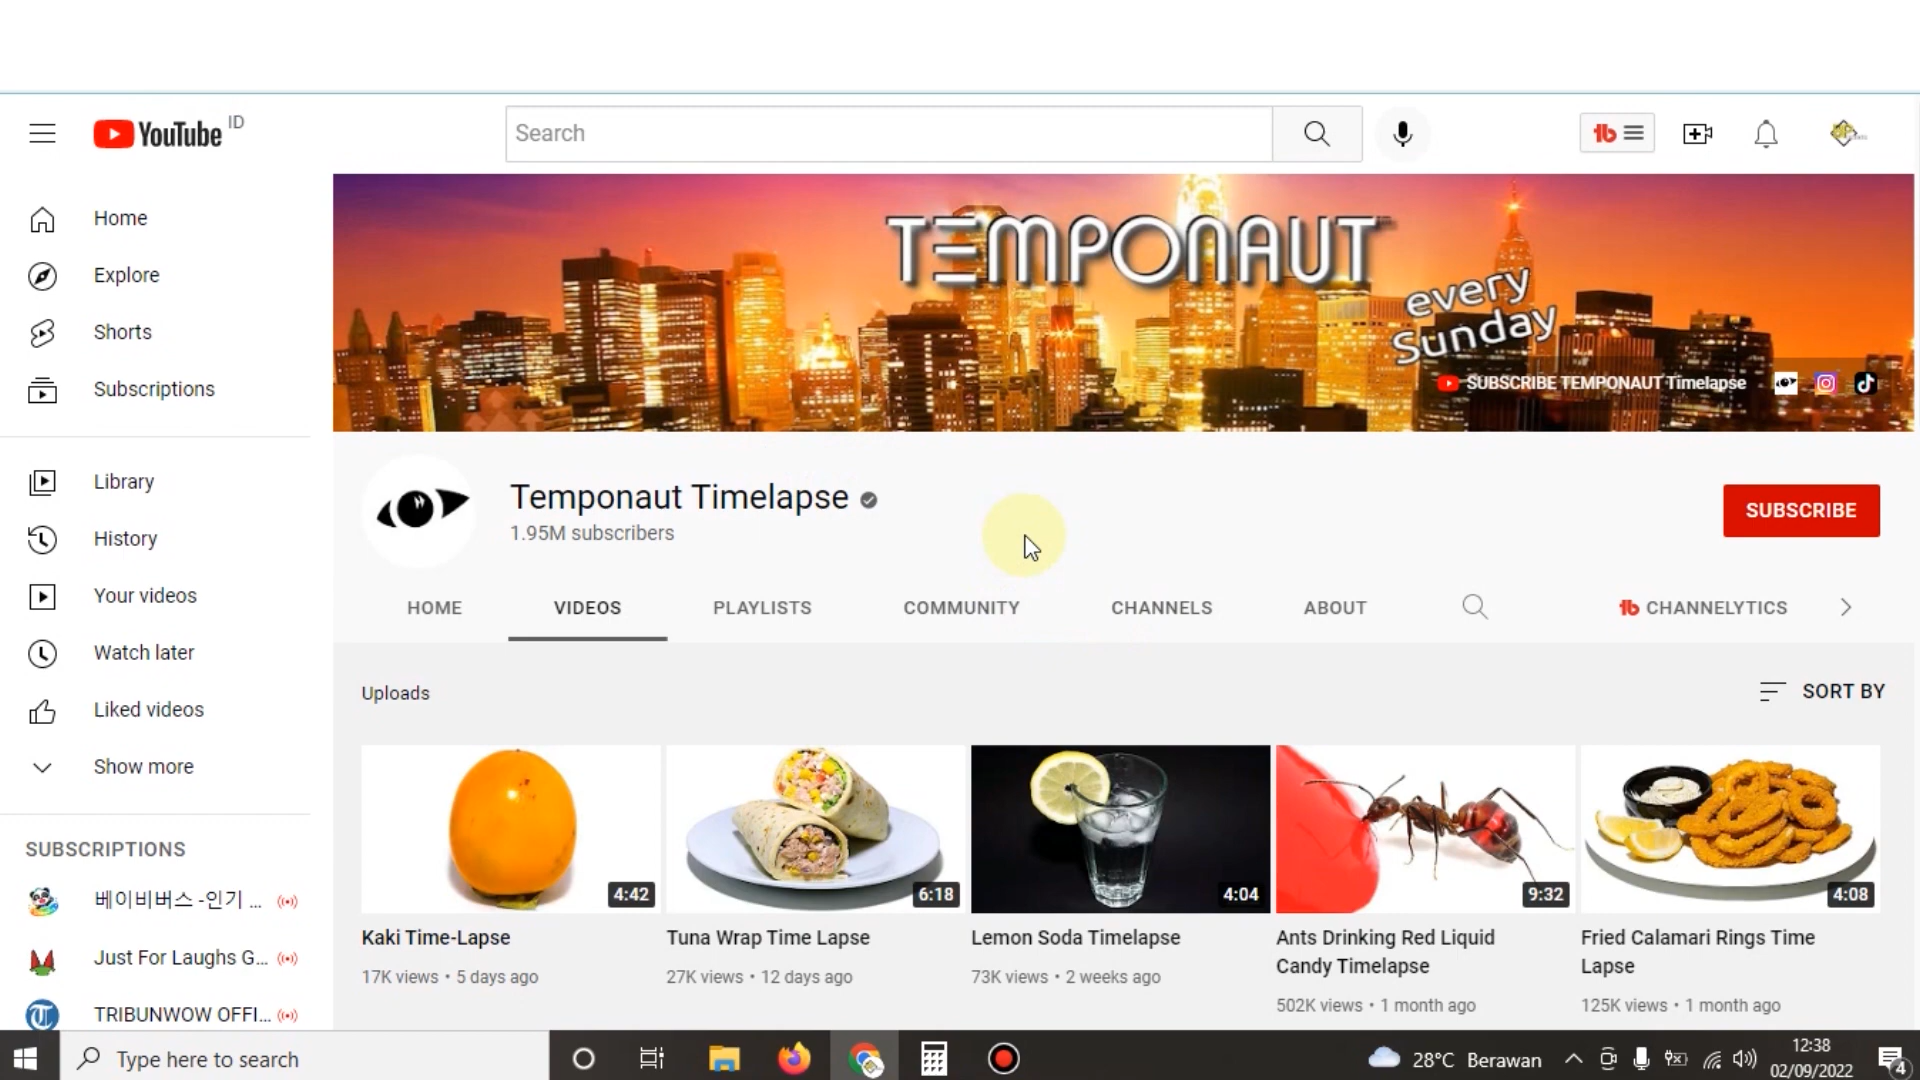 YouTube ID
Search
Home
Explore
Shorts
Subscriptions
Library
History
Your videos
Watch later
Liked videos
Show more
SUBSCRIPTIONS
베이비버스 -인기 ...
Just For Laughs G...
TRIBUNWOW OFFI...
TEMPONAUT
every
Sunday
SUBSCRIBE TEMPONAUT Timelapse
Temponaut Timelapse
1.95M subscribers
SUBSCRIBE
HOME VIDEOS PLAYLISTS COMMUNITY CHANNELS ABOUT CHANNELYTICS
Uploads
SORT BY
4:42
Kaki Time-Lapse
17K views • 5 days ago
6:18
Tuna Wrap Time Lapse
27K views • 12 days ago
4:04
Lemon Soda Timelapse
73K views • 2 weeks ago
9:32
Ants Drinking Red Liquid
Candy Timelapse
502K views • 1 month ago
4:08
Fried Calamari Rings Time
Lapse
125K views • 1 month ago
Type here to search
28°C Berawan
12:38
02/09/2022
4